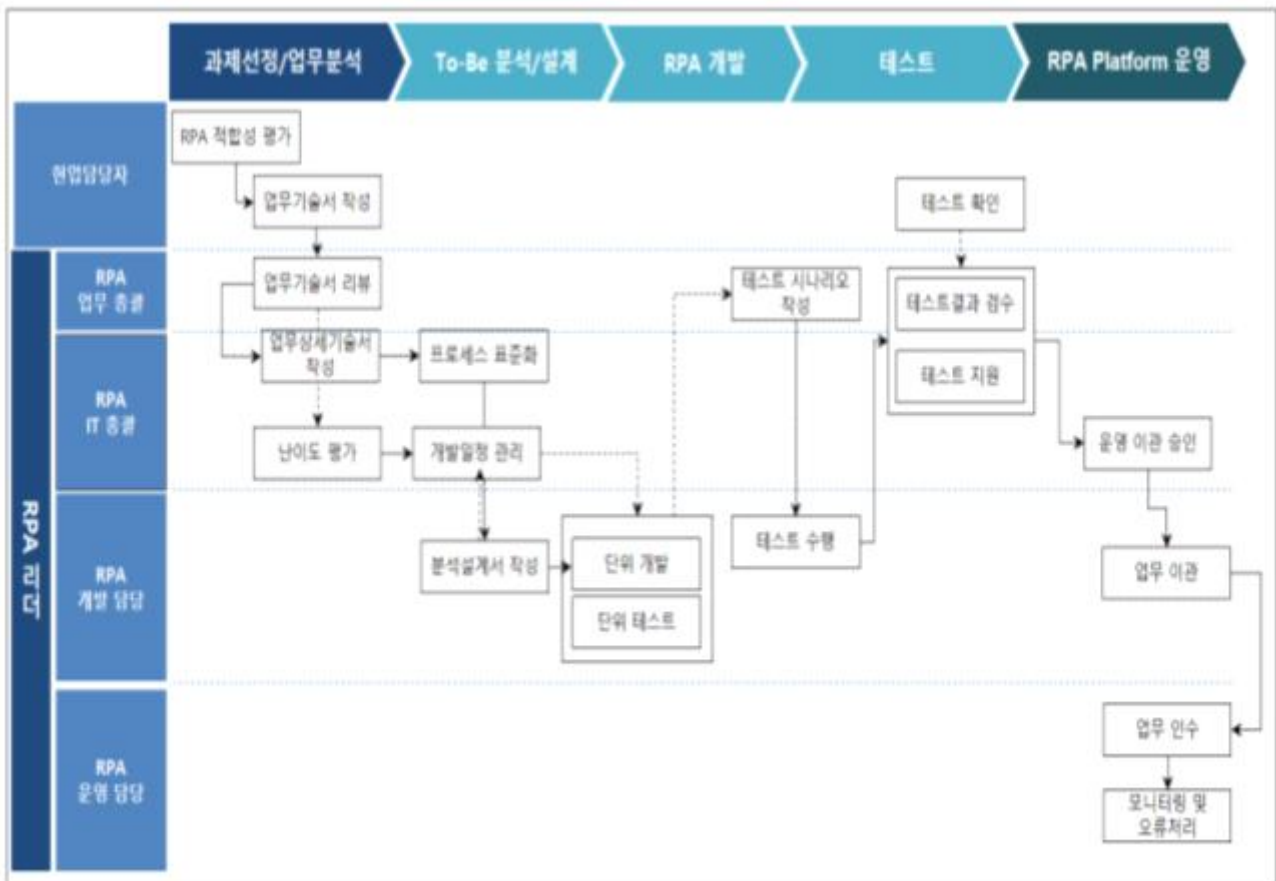 과제선정/업무분석
To-Be 분석/설계
RPA 개발
테스트
RPA Platform 운영
현업담당자
RPA 적합성 평가
업무기술서 작성
테스트 확인
RPA 리더
RPA
업무 총괄
업무기술서 리뷰
테스트 시나리오
작성
테스트결과 검수
RPA
IT 총괄
업무상세기술서
작성
프로세스 표준화
테스트 지원
난이도 평가
개발일정 관리
운영 이관 승인
RPA
개발 담당
분석설계서 작성
단위 개발
단위 테스트
테스트 수행
업무 이관
RPA
운영 담당
업무 인수
모니터링 및
오류처리